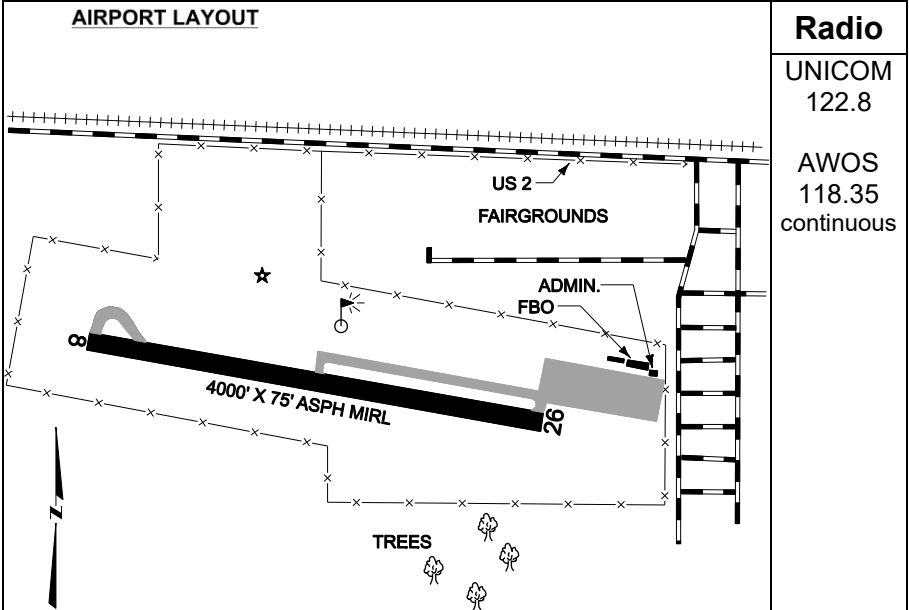 AIRPORT LAYOUT
Radio
UNICOM
122.8
AWOS
118.35
continuous
US 2
FAIRGROUNDS
ADMIN.
FBO
8
4000' X 75' ASPH MIRL
26
N
TREES